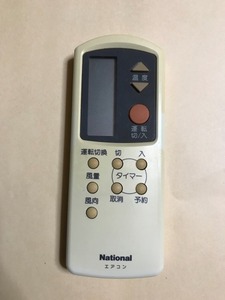 温度
運転
切/入
運転切換 切 入
風量 タイマー
風向 取消 予約
National
エアコン